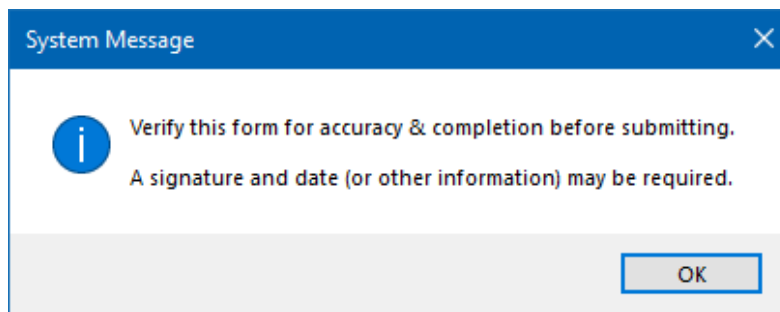 System Message
Verify this form for accuracy & completion before submitting.
A signature and date (or other information) may be required.
OK